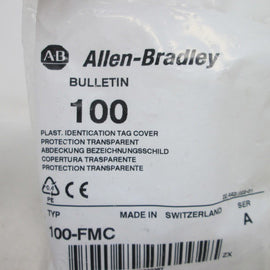 AB Allen-Bradley
BULLETIN
100
PLAST. IDENTICATION TAG COVER
PROTECTION TRANSPARENT
ABDECKUNG BEZEICHNUNGSSCHILD
COPERTURA TRASPARENTE
PROTECTION TRANSPARENTE
PE
TYP
MADE IN SWITZERLAND
SER
A
100-FMC
ZX